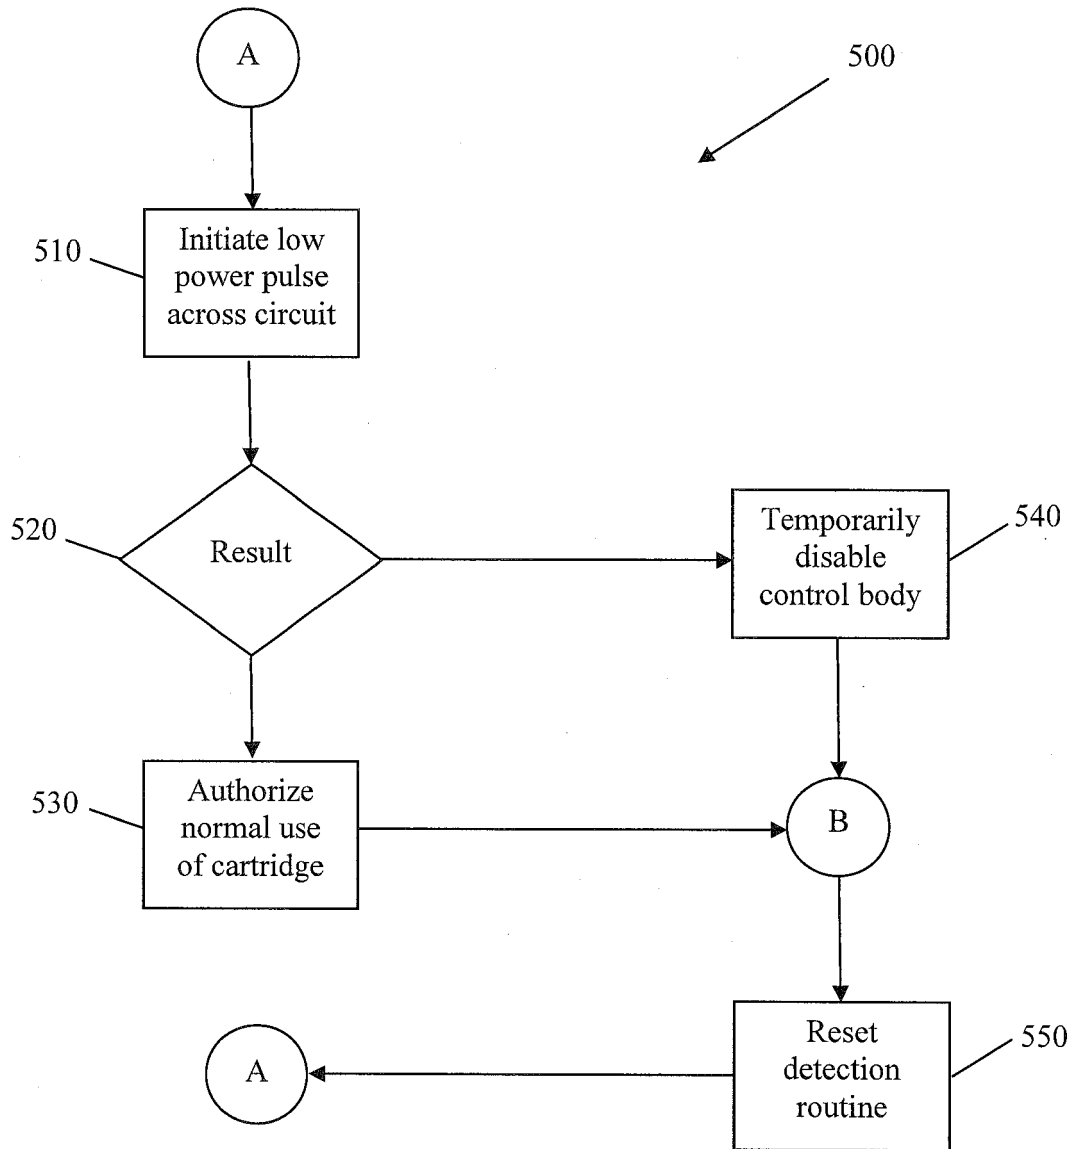 A
500
510
Initiate low
power pulse
across circuit
520
Result
Temporarily
disable
control body
540
530
Authorize
normal use
of cartridge
B
A
Reset
detection
routine
550